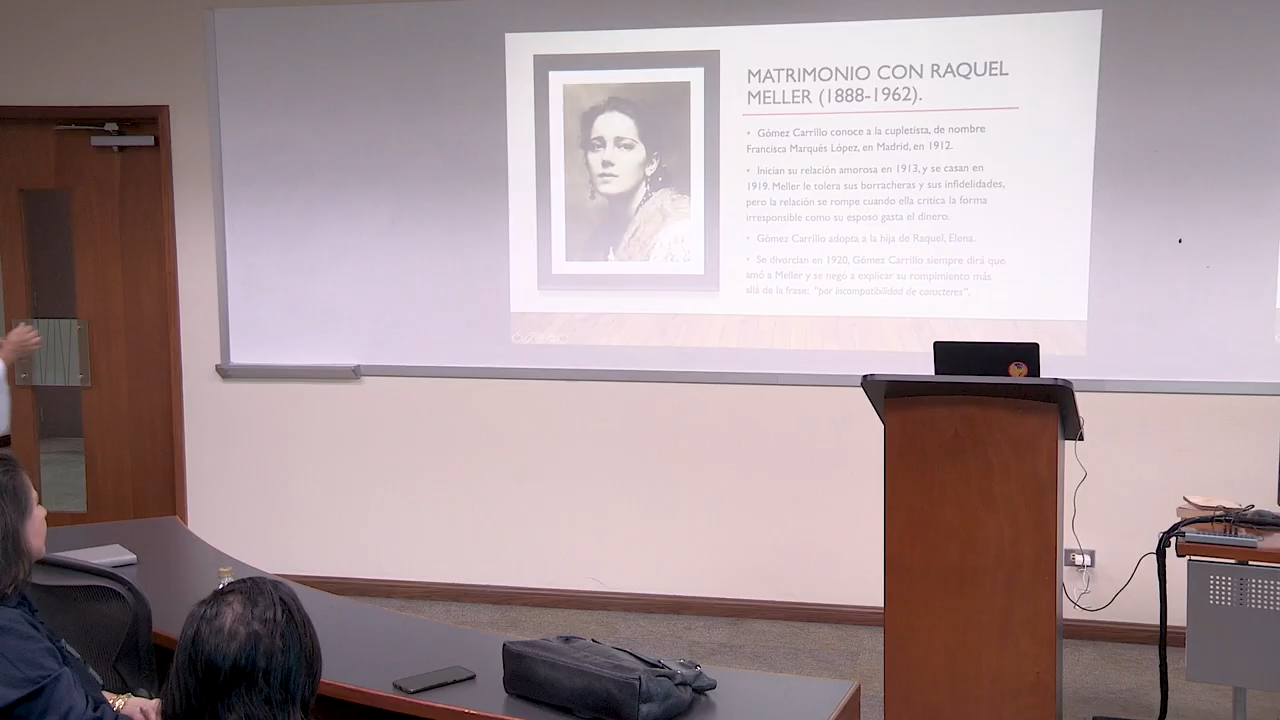 MATRIMONIO CON RAQUEL
MELLER (1888-1962).
• Gómez Carrillo conoce a la cupletista, de nombre
Francisca Marqués López, en Madrid, en 1912.
• Inician su relación amorosa en 1913, y se casan en
1919. Meller le tolera sus borracheras y sus infidelidades,
pero la relación se rompe cuando ella critica la forma
irresponsible como su esposo gasta el dinero.
• Gómez Carrillo adopta a la hija de Raquel, Elena.
• Se divorcian en 1920, Gómez Carrillo siempre dirá que
amó a Meller y se negó a explicar su rompimiento más
allá de la frase: "por incompatibilidad de caracteres".